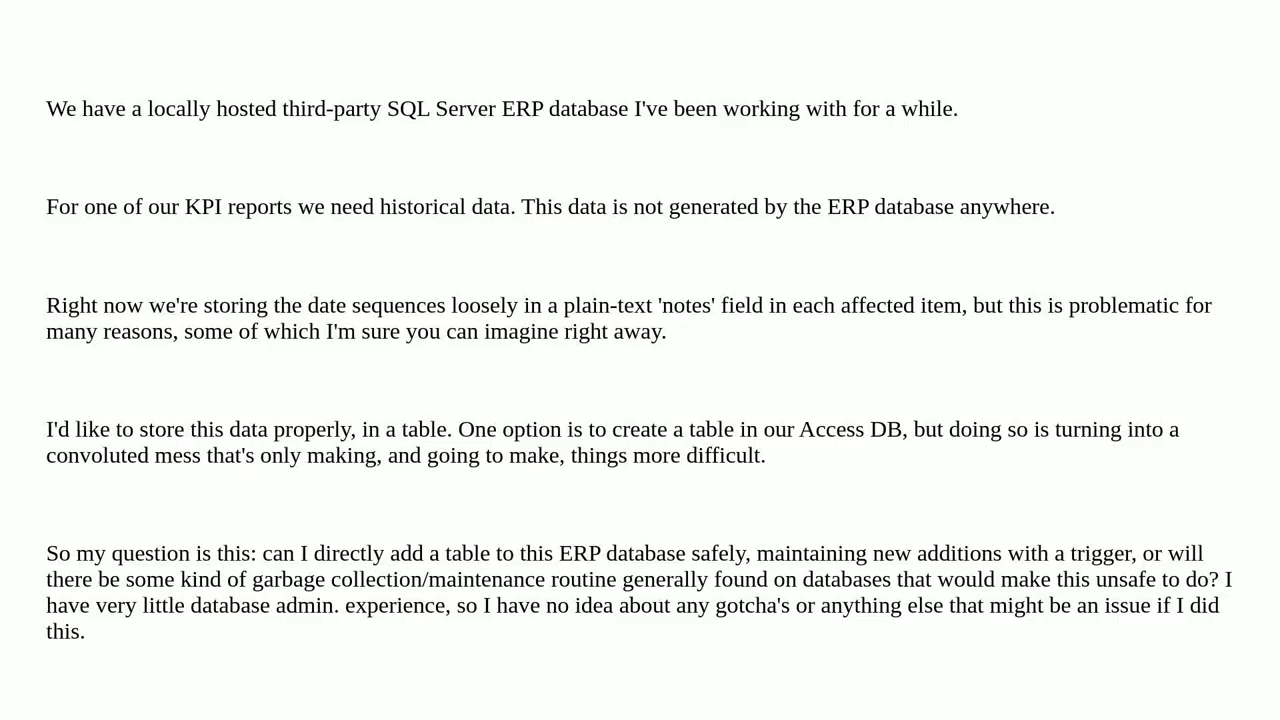 We have a locally hosted third-party SQL Server ERP database I've been working with for a while.
For one of our KPI reports we need historical data. This data is not generated by the ERP database anywhere.
Right now we're storing the date sequences loosely in a plain-text 'notes' field in each affected item, but this is problematic for
many reasons, some of which I'm sure you can imagine right away.
I'd like to store this data properly, in a table. One option is to create a table in our Access DB, but doing so is turning into a
convoluted mess that's only making, and going to make, things more difficult.
So my question is this: can I directly add a table to this ERP database safely, maintaining new additions with a trigger, or will
there be some kind of garbage collection/maintenance routine generally found on databases that would make this unsafe to do? I
have very little database admin. experience, so I have no idea about any gotcha's or anything else that might be an issue if I did
this.